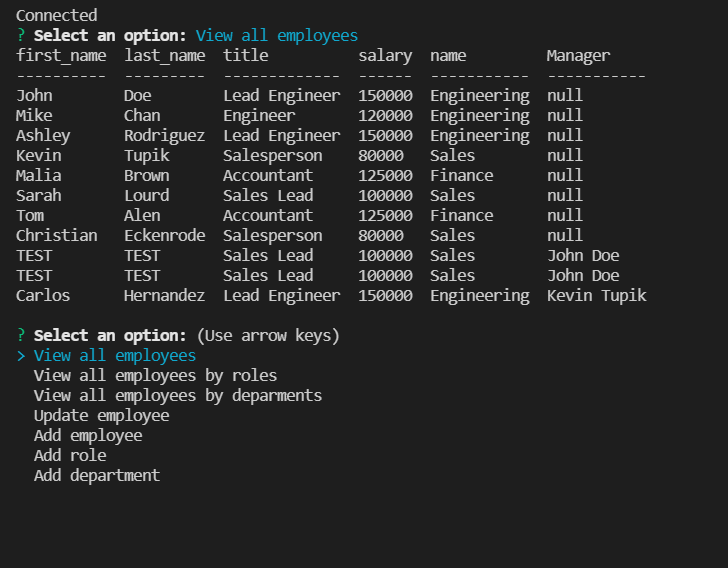 Connected
? Select an option: View all employees
first_name  last_name  title          salary  name         Manager
----------  ---------  -------------  ------  -----------  -----------
John        Doe        Lead Engineer  150000  Engineering  null
Mike        Chan       Engineer       120000  Engineering  null
Ashley      Rodriguez  Lead Engineer  150000  Engineering  null
Kevin       Tupik      Salesperson    80000   Sales        null
Malia       Brown      Accountant     125000  Finance      null
Sarah       Lourd      Sales Lead     100000  Sales        null
Tom         Alen       Accountant     125000  Finance      null
Christian   Eckenrode  Salesperson    80000   Sales        null
TEST        TEST       Sales Lead     100000  Sales        John Doe
TEST        TEST       Sales Lead     100000  Sales        John Doe
Carlos      Hernandez  Lead Engineer  150000  Engineering  Kevin Tupik
? Select an option: (Use arrow keys)
> View all employees
  View all employees by roles
  View all employees by deparments
  Update employee
  Add employee
  Add role
  Add department